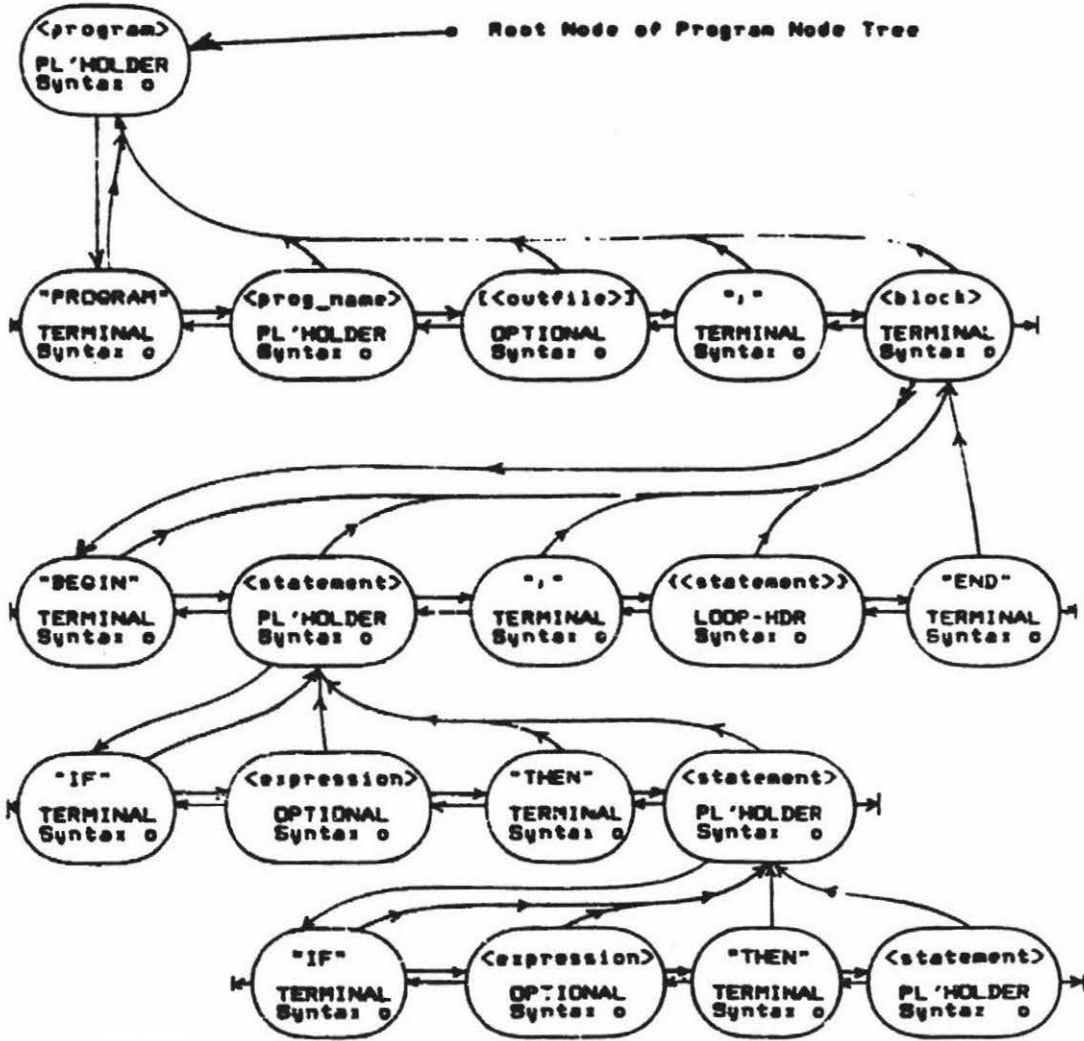 <program>
PL'HOLDER
Syntax o
Root Node of Program Node Tree
"PROGRAM"
TERMINAL
Syntax o
<prog_name>
PL'HOLDER
Syntax o
[<outfile>]
OPTIONAL
Syntax o
";"
TERMINAL
Syntax o
<block>
TERMINAL
Syntax o
"BEGIN"
TERMINAL
Syntax o
<statement>
PL'HOLDER
Syntax o
";"
TERMINAL
Syntax o
{<statement>}
LOOP-HDR
Syntax o
"END"
TERMINAL
Syntax o
"IF"
TERMINAL
Syntax o
<expression>
OPTIONAL
Syntax o
"THEN"
TERMINAL
Syntax o
<statement>
PL'HOLDER
Syntax o
"IF"
TERMINAL
Syntax o
<expression>
OPTIONAL
Syntax o
"THEN"
TERMINAL
Syntax o
<statement>
PL'HOLDER
Syntax o